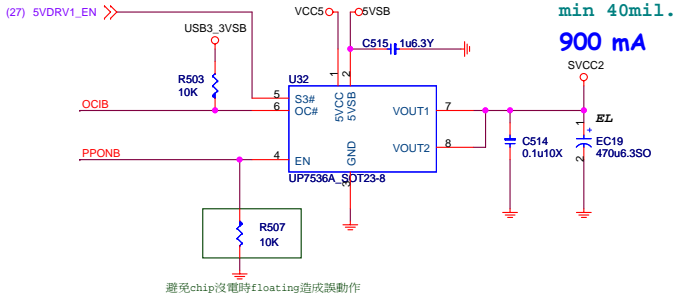 (27) 5VDRV1_EN
VCC5
5VSB
min 40mil.
900 mA
USB3_3VSB
C515
1u6.3Y
SVCC2
R503
10K
U32
1
2
5VCC
5VSB
OCIB
5
S3#
6
OC#
VOUT1
7
1
EL
VOUT2
8
C514
0.1u10X
EC19
470u6.3SO
2
PPONB
4
EN
GND
3
UP7536A_SOT23-8
R507
10K
避免chip沒電時floating造成誤動作